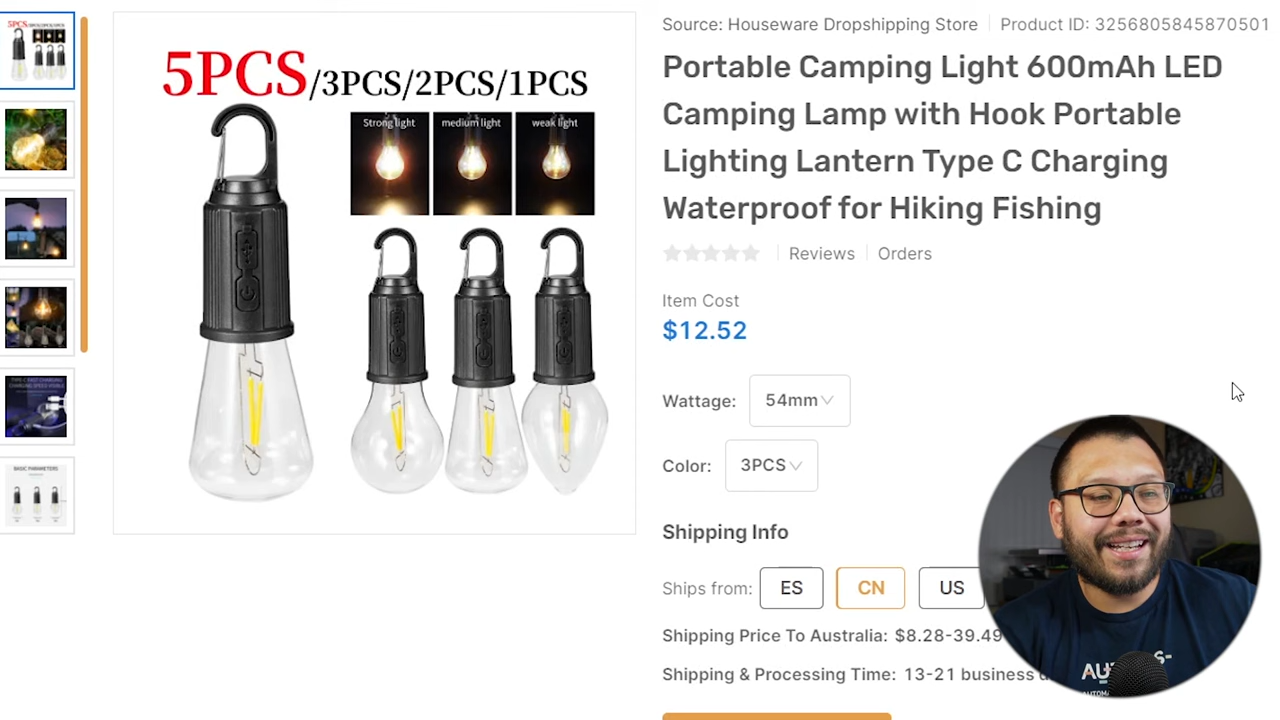 Source: Houseware Dropshipping Store
Product ID: 3256805845870501
5PCS/3PCS/2PCS/1PCS
Strong light
medium light
weak light
Portable Camping Light 600mAh LED
Camping Lamp with Hook Portable
Lighting Lantern Type C Charging
Waterproof for Hiking Fishing
Reviews
Orders
Item Cost
$12.52
Wattage: 54mm
Color: 3PCS
Shipping Info
Ships from: ES CN US
Shipping Price To Australia: $8.28-39.49
Shipping & Processing Time: 13-21 business
BASIC PARAMETERS